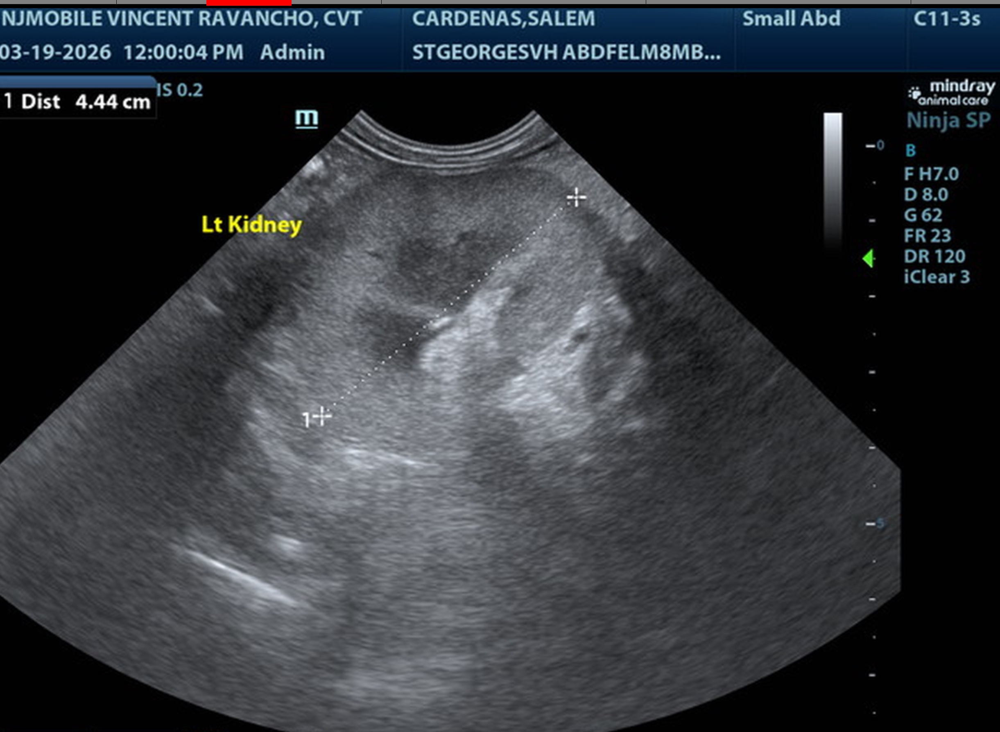 NJMOBILE VINCENT RAVANCHO, CVT
CARDENAS,SALEM
Small Abd
C11-3s
03-19-2026 12:00:04 PM Admin
STGEORGESVH ABDFELM8MB...
1 Dist 4.44 cm
IS 0.2
mindray
animal care
Ninja SP
m
0
B
F H7.0
D 8.0
G 62
FR 23
DR 120
iClear 3
Lt Kidney
1
5